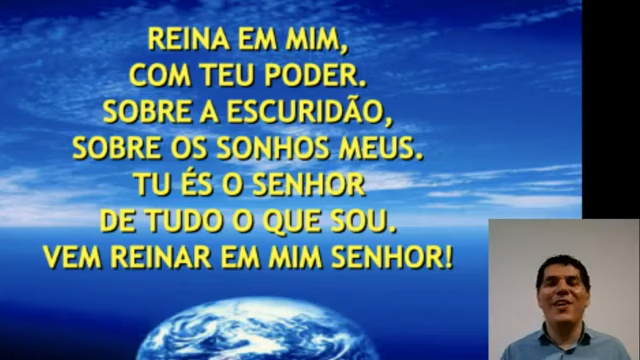 REINA EM MIM,
COM TEU PODER.
SOBRE A ESCURIDÃO,
SOBRE OS SONHOS MEUS.
TU ÉS O SENHOR
DE TUDO O QUE SOU.
VEM REINAR EM MIM SENHOR!